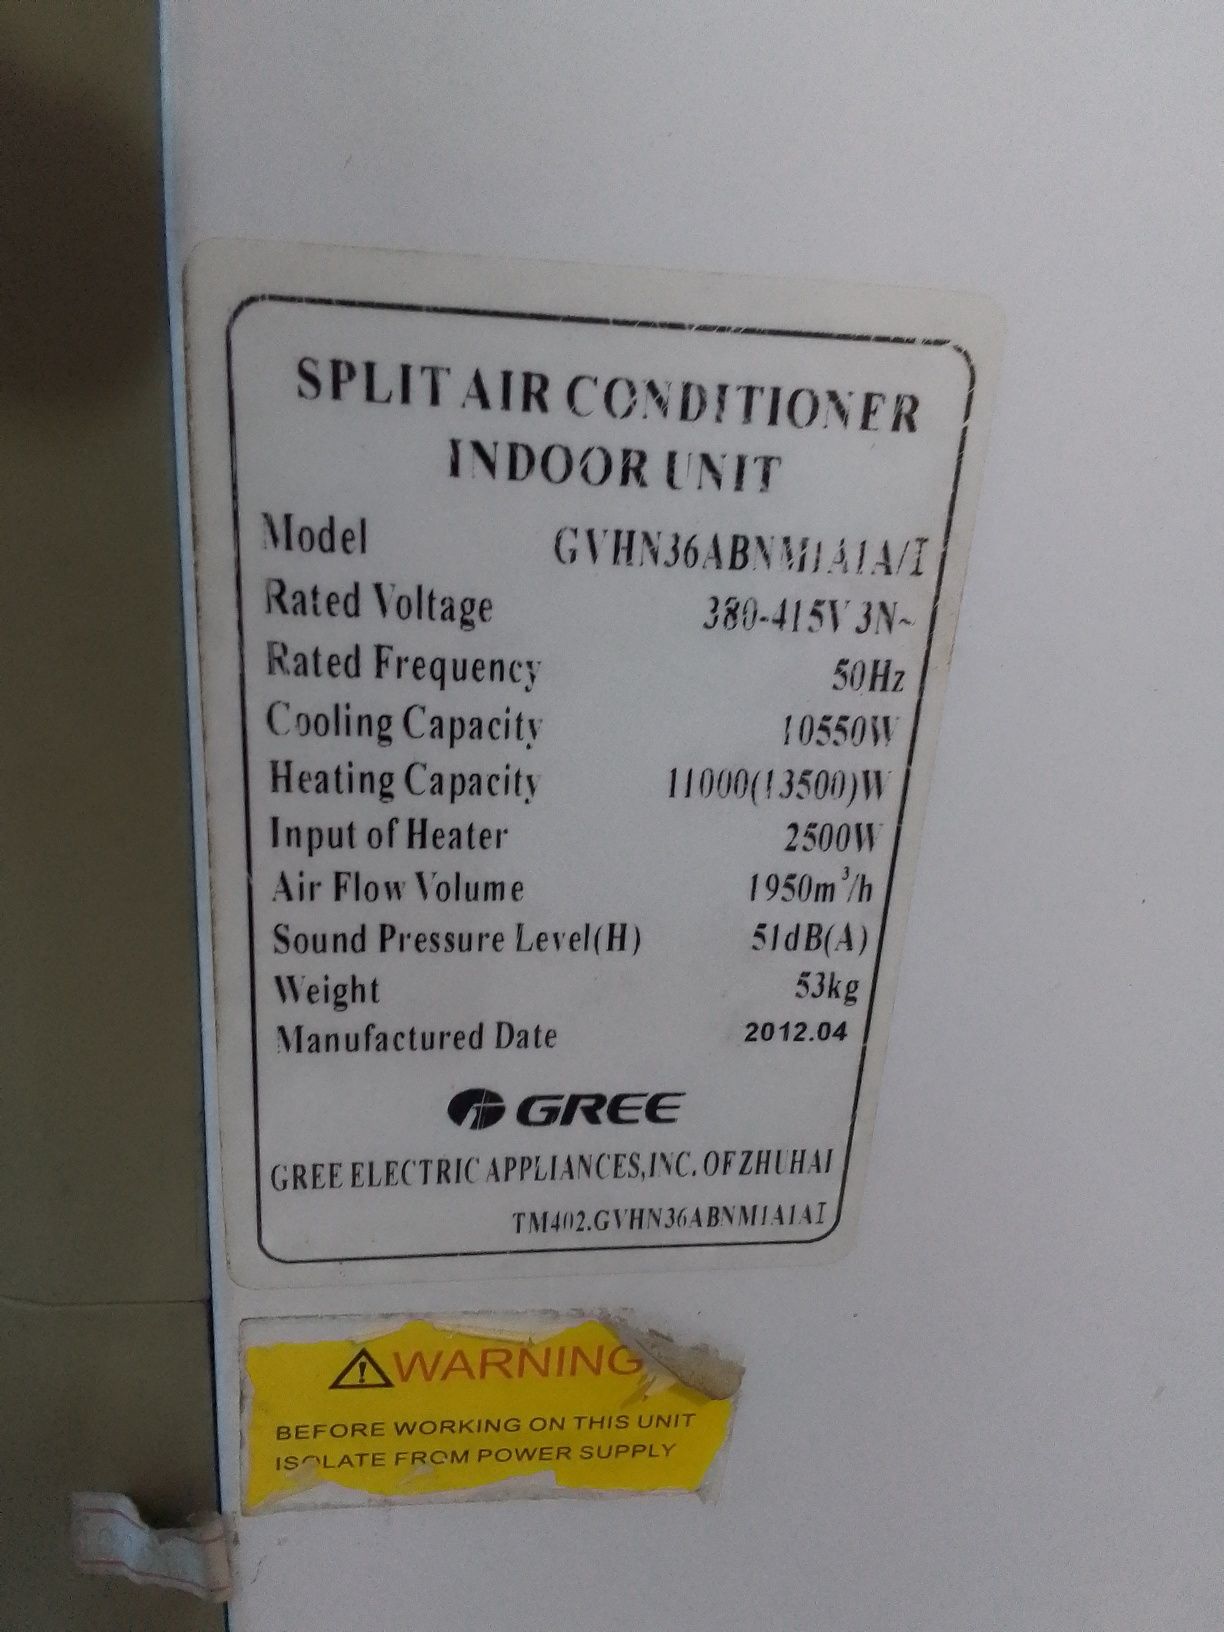 SPLIT AIR CONDITIONER
INDOOR UNIT
Model GVHN36ABNM1A1A/I
Rated Voltage 380-415V 3N~
Rated Frequency 50Hz
Cooling Capacity 10550W
Heating Capacity 11000(13500)W
Input of Heater 2500W
Air Flow Volume 1950m³/h
Sound Pressure Level(H) 51dB(A)
Weight 53kg
Manufactured Date 2012.04
GREE
GREE ELECTRIC APPLIANCES,INC. OF ZHUHAI
TM402.GVHN36ABNM1A1AI
WARNING
BEFORE WORKING ON THIS UNIT
ISOLATE FROM POWER SUPPLY